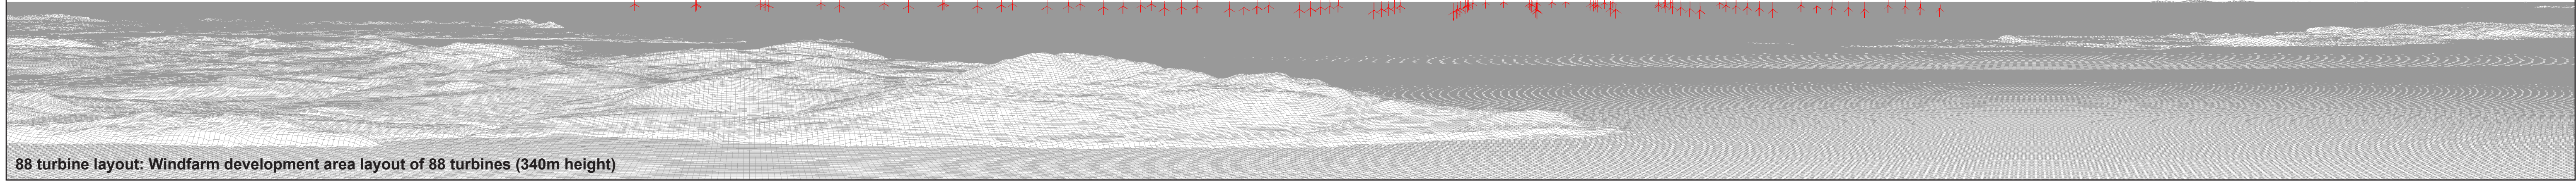 88 turbine layout: Windfarm development area layout of 88 turbines (340m height)